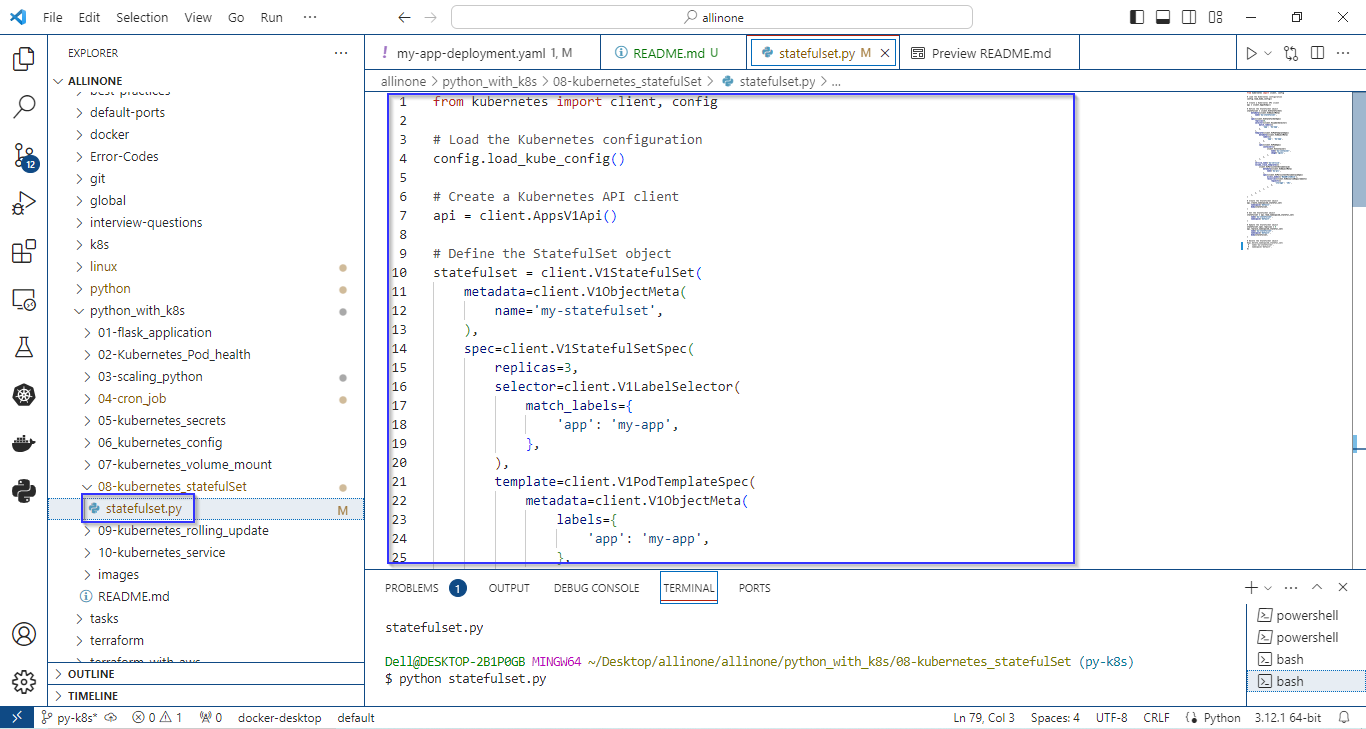 File Edit Selection View Go Run ···
allinone
EXPLORER
ALLINONE
best-practices
default-ports
docker
Error-Codes
git
global
interview-questions
k8s
linux
python
python_with_k8s
01-flask_application
02-Kubernetes_Pod_health
03-scaling_python
04-cron_job
05-kubernetes_secrets
06_kubernetes_config
07-kubernetes_volume_mount
08-kubernetes_statefulSet
statefulset.py M
09-kubernetes_rolling_update
10-kubernetes_service
images
README.md
tasks
terraform
terraform_with_aws
OUTLINE
TIMELINE
12
my-app-deployment.yaml 1, M
README.md U
statefulset.py M
Preview README.md
allinone > python_with_k8s > 08-kubernetes_statefulSet > statefulset.py > ...
1 from kubernetes import client, config
2
3 # Load the Kubernetes configuration
4 config.load_kube_config()
5
6 # Create a Kubernetes API client
7 api = client.AppsV1Api()
8
9 # Define the StatefulSet object
10 statefulset = client.V1StatefulSet(
11 metadata=client.V1ObjectMeta(
12 name='my-statefulset',
13 ),
14 spec=client.V1StatefulSetSpec(
15 replicas=3,
16 selector=client.V1LabelSelector(
17 match_labels={
18 'app': 'my-app',
19 },
20 ),
21 template=client.V1PodTemplateSpec(
22 metadata=client.V1ObjectMeta(
23 labels={
24 'app': 'my-app',
25 },
PROBLEMS 1 OUTPUT DEBUG CONSOLE TERMINAL PORTS
statefulset.py
Dell@DESKTOP-2B1P0GB MINGW64 ~/Desktop/allinone/allinone/python_with_k8s/08-kubernetes_statefulSet (py-k8s)
$ python statefulset.py
powershell
powershell
bash
bash
py-k8s* 0 1 0 docker-desktop default Ln 79, Col 3 Spaces: 4 UTF-8 CRLF Python 3.12.1 64-bit